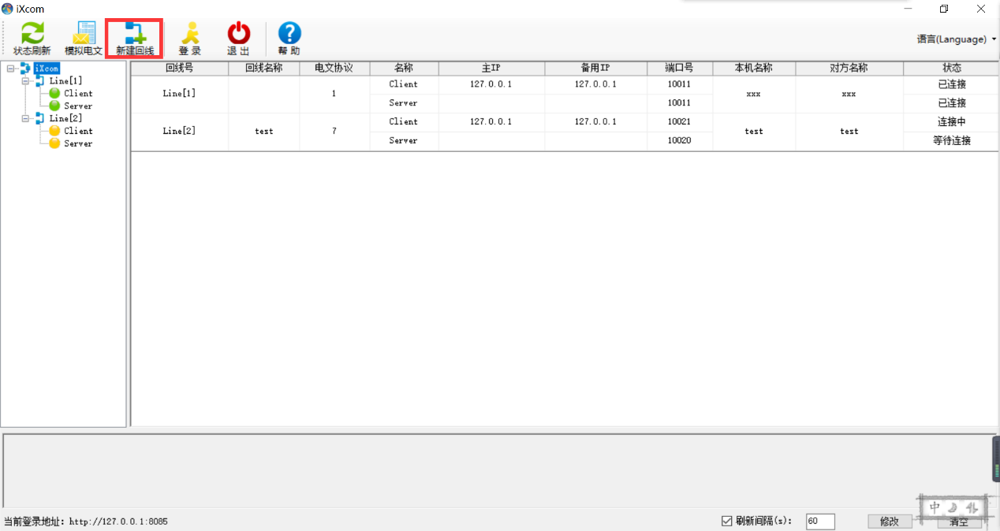 iXcom
状态刷新 模拟电文 新建回线 登 录 退 出 帮 助 语言(Language)
iXcom
Line[1]
Client
Server
Line[2]
Client
Server
回线号 回线名称 电文协议 名称 主IP 备用IP 端口号 本机名称 对方名称 状态
Line[1] 1 Client 127.0.0.1 127.0.0.1 10011 xxx xxx 已连接
Server 10011 已连接
Line[2] test 7 Client 127.0.0.1 127.0.0.1 10021 test test 连接中
Server 10020 等待连接
中
当前登录地址: http://127.0.0.1:8085 刷新间隔(s): 60 修改 清空